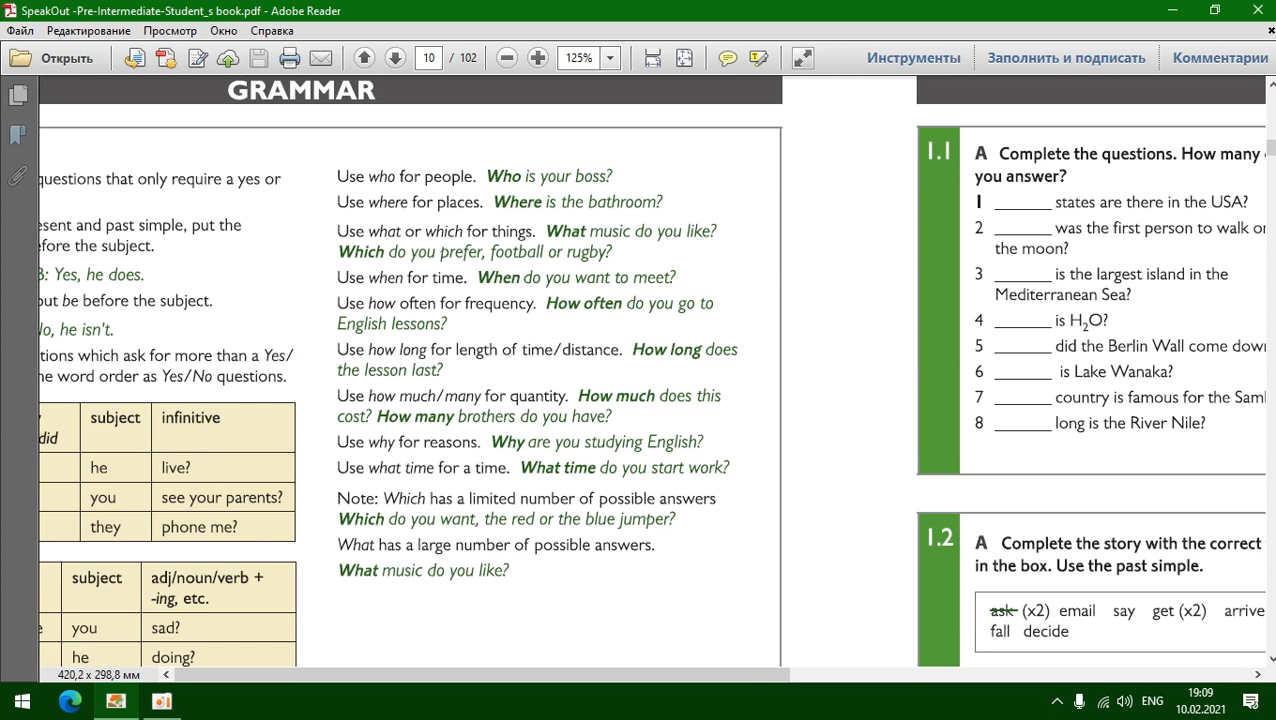 SpeakOut -Pre-Intermediate-Student_s book.pdf - Adobe Reader
Файл Редактирование Просмотр Окно Справка
Открыть 10 / 102 125% Инструменты Заполнить и подписать Комментарии
GRAMMAR
questions that only require a yes or
esent and past simple, put the
efore the subject.
B: Yes, he does.
out be before the subject.
No, he isn't.
tions which ask for more than a Yes/
ne word order as Yes/No questions.
y
did
subject
infinitive
he live?
you see your parents?
they phone me?
subject
adj/noun/verb +
-ing, etc.
e you sad?
he doing?
Use who for people. Who is your boss?
Use where for places. Where is the bathroom?
Use what or which for things. What music do you like?
Which do you prefer, football or rugby?
Use when for time. When do you want to meet?
Use how often for frequency. How often do you go to
English lessons?
Use how long for length of time/distance. How long does
the lesson last?
Use how much/many for quantity. How much does this
cost? How many brothers do you have?
Use why for reasons. Why are you studying English?
Use what time for a time. What time do you start work?
Note: Which has a limited number of possible answers
Which do you want, the red or the blue jumper?
What has a large number of possible answers.
What music do you like?
1.1
A Complete the questions. How many
you answer?
1 _______ states are there in the USA?
2 _______ was the first person to walk on
the moon?
3 _______ is the largest island in the
Mediterranean Sea?
4 _______ is H₂O?
5 _______ did the Berlin Wall come down
6 _______ is Lake Wanaka?
7 _______ country is famous for the Sam
8 _______ long is the River Nile?
1.2
A Complete the story with the correct
in the box. Use the past simple.
ask (x2) email say get (x2) arrive
fall decide
420,2 x 298,8 мм
ENG
19:09
10.02.2021